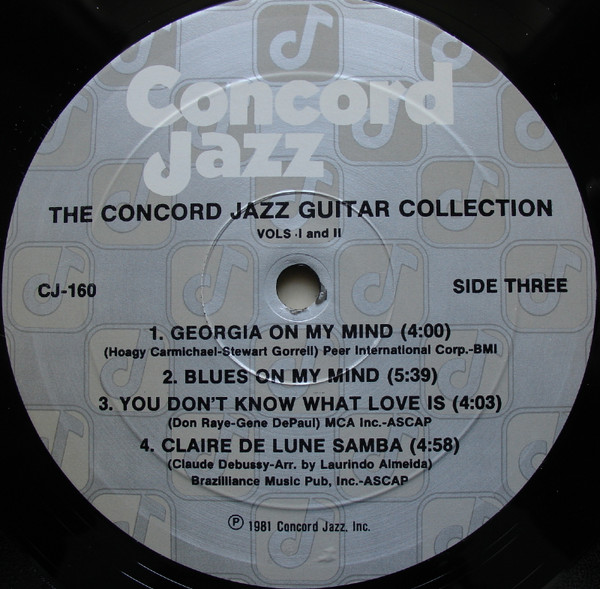 Concord
Jazz
THE CONCORD JAZZ GUITAR COLLECTION
VOLS .I and II
CJ-160
SIDE THREE
1. GEORGIA ON MY MIND (4:00)
(Hoagy Carmichael-Stewart Gorrell) Peer International Corp.-BMI
2. BLUES ON MY MIND (5:39)
3. YOU DON'T KNOW WHAT LOVE IS (4:03)
(Don Raye-Gene DePaul) MCA Inc.-ASCAP
4. CLAIRE DE LUNE SAMBA (4:58)
(Claude Debussy-Arr. by Laurindo Almeida)
Brazilliance Music Pub, Inc.-ASCAP
℗ 1981 Concord Jazz, Inc.